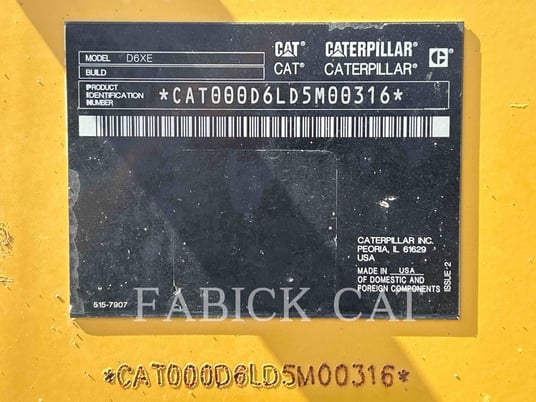 MODEL D6XE
BUILD
CAT® CATERPILLAR® C
CAT® CATERPILLAR®
PRODUCT
IDENTIFICATION
NUMBER
*CAT000D6LD5M00316*
CATERPILLAR INC.
PEORIA, IL 61629
USA
MADE IN USA
OF DOMESTIC AND
FOREIGN COMPONENTS
ISSUE: 2
515-7907
FABICK CAT
*CAT000D6LD5M00316*